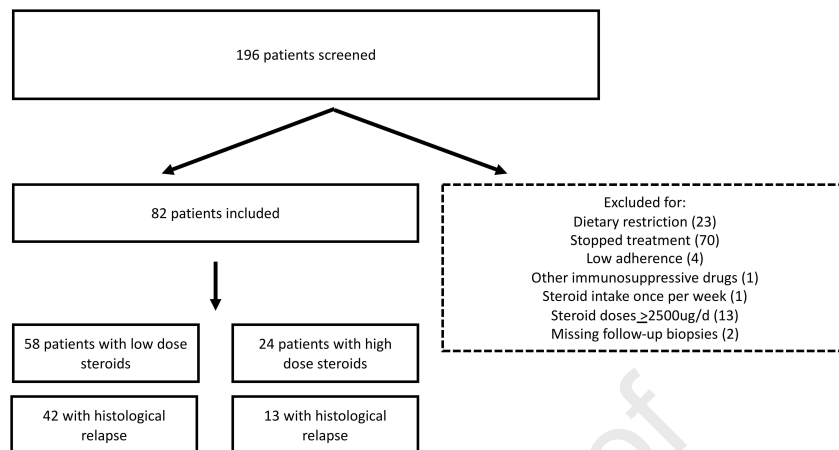 196 patients screened
82 patients included
Excluded for:
Dietary restriction (23)
Stopped treatment (70)
Low adherence (4)
Other immunosuppressive drugs (1)
Steroid intake once per week (1)
Steroid doses >2500ug/d (13)
Missing follow-up biopsies (2)
58 patients with low dose
steroids
24 patients with high
dose steroids
42 with histological
relapse
13 with histological
relapse
of